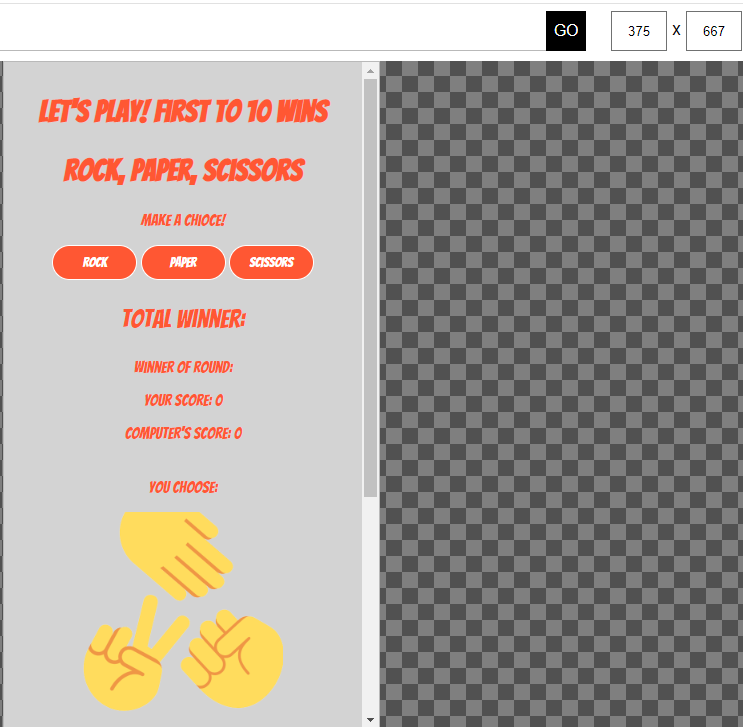 GO
375 x 667
LET'S PLAY! FIRST TO 10 WINS
ROCK, PAPER, SCISSORS
MAKE A CHIOCE!
ROCK PAPER SCISSORS
TOTAL WINNER:
WINNER OF ROUND:
YOUR SCORE: 0
COMPUTER'S SCORE: 0
YOU CHOOSE: